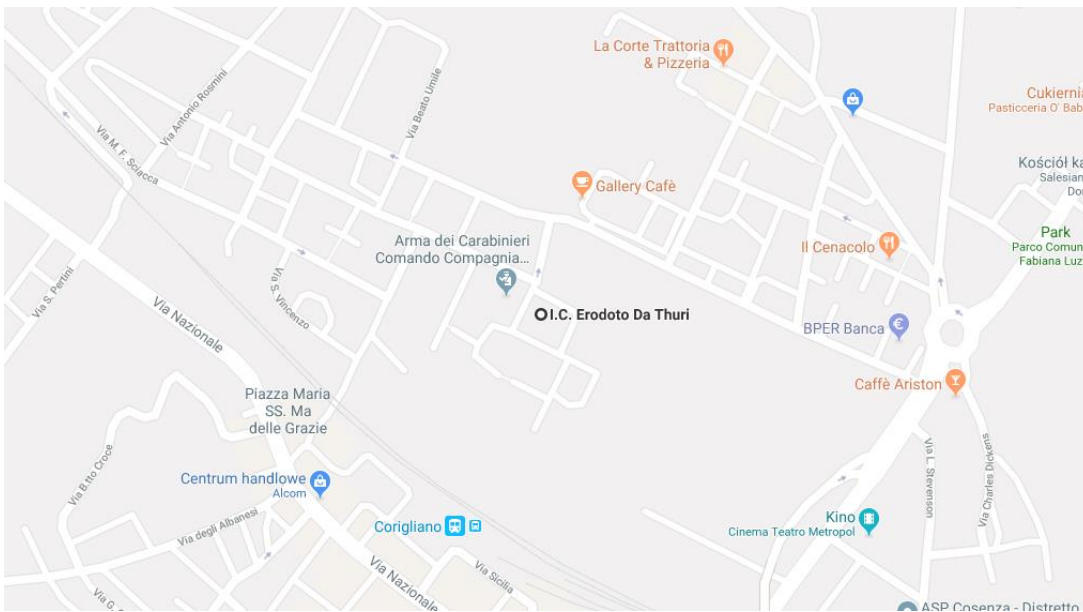 La Corte Trattoria
& Pizzeria
Cukiernia
Pasticceria O' Bab
Via Antonio Rosmini
Via Beato Umile
Via M. F. Sciacca
Kościół ka
Salesian
Do
Gallery Cafè
Park
Parco Comun
Fabiana Luz
Arma dei Carabinieri
Comando Compagnia...
Il Cenacolo
Via S. Pertini
Via S. Vincenzo
Via Nazionale
I.C. Erodoto Da Thuri
BPER Banca
Caffè Ariston
Piazza Maria
SS. Ma
delle Grazie
Via B.tto Croce
Centrum handlowe
Alcom
Via L. Stevenson
Via Charles Dickens
Via degli Albanesi
Corigliano
Kino
Cinema Teatro Metropol
Via Nazionale
Via Sicilia
Via G.
ASP Cosenza - Distretto